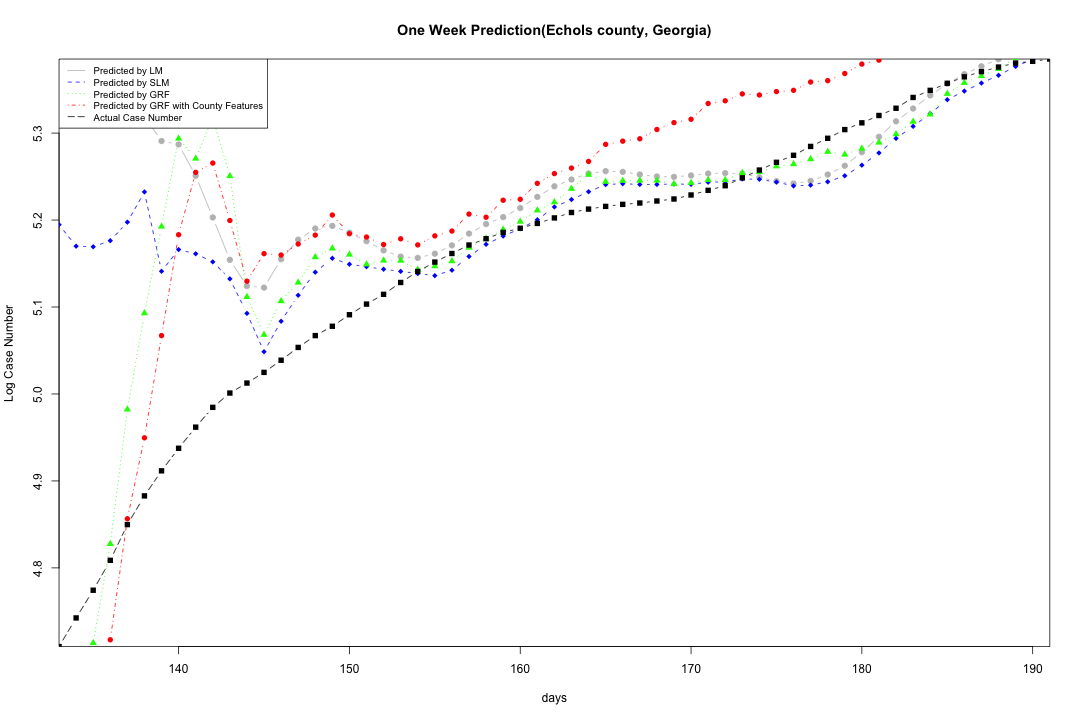 One Week Prediction(Echols county, Georgia)
Predicted by LM
Predicted by SLM
Predicted by GRF
Predicted by GRF with County Features
Actual Case Number
Log Case Number
5.3
5.2
5.1
5.0
4.9
4.8
140 150 160 170 180 190
days